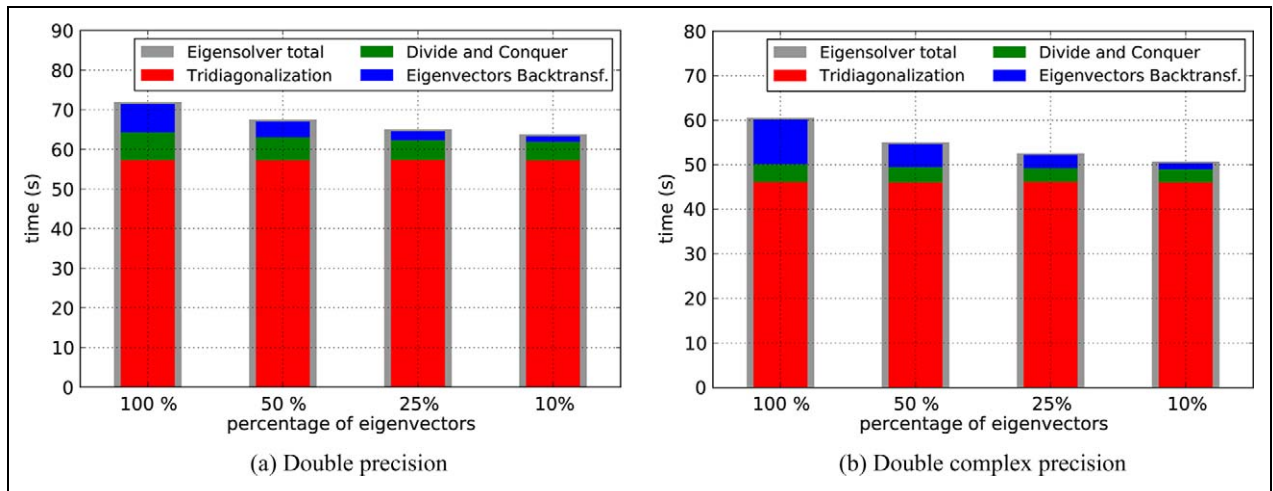 90
80
70
60
50
40
30
20
10
0
time (s)
Eigensolver total
Tridiagonalization
Divide and Conquer
Eigenvectors Backtransf.
100 % 50 % 25% 10%
percentage of eigenvectors
(a) Double precision
80
70
60
50
40
30
20
10
0
time (s)
Eigensolver total
Tridiagonalization
Divide and Conquer
Eigenvectors Backtransf.
100 % 50 % 25% 10%
percentage of eigenvectors
(b) Double complex precision